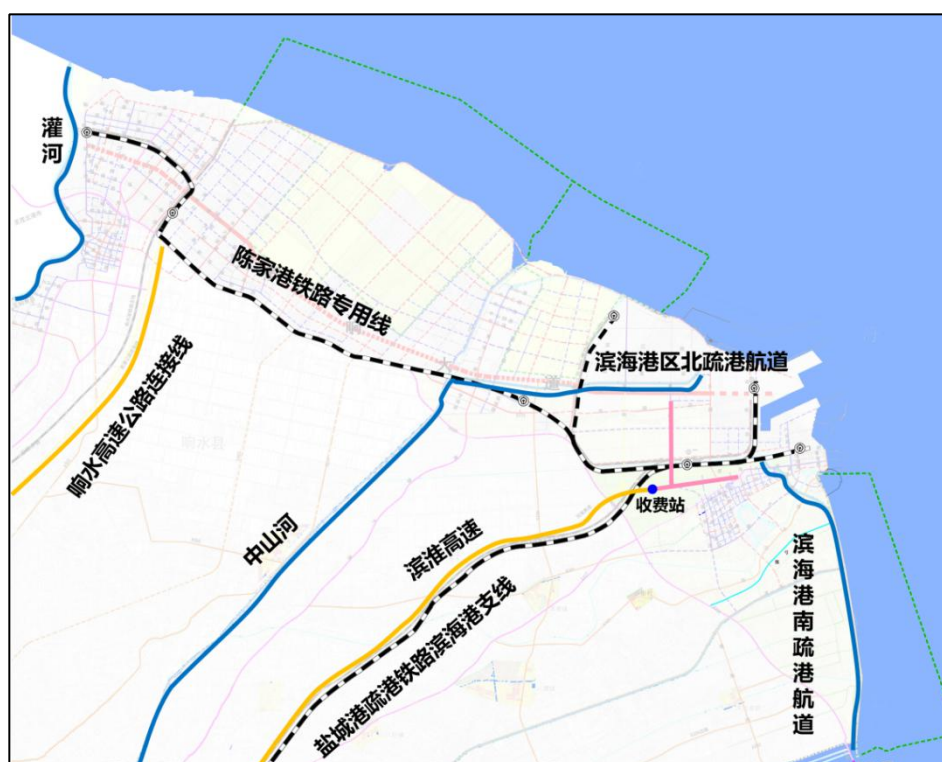 灌河
陈家港铁路专用线
滨海港区北疏港航道
响水高速公路连接线
响水县
中山河
滨淮高速
收费站
盐城港疏港铁路滨海港支线
滨海港南疏港航道